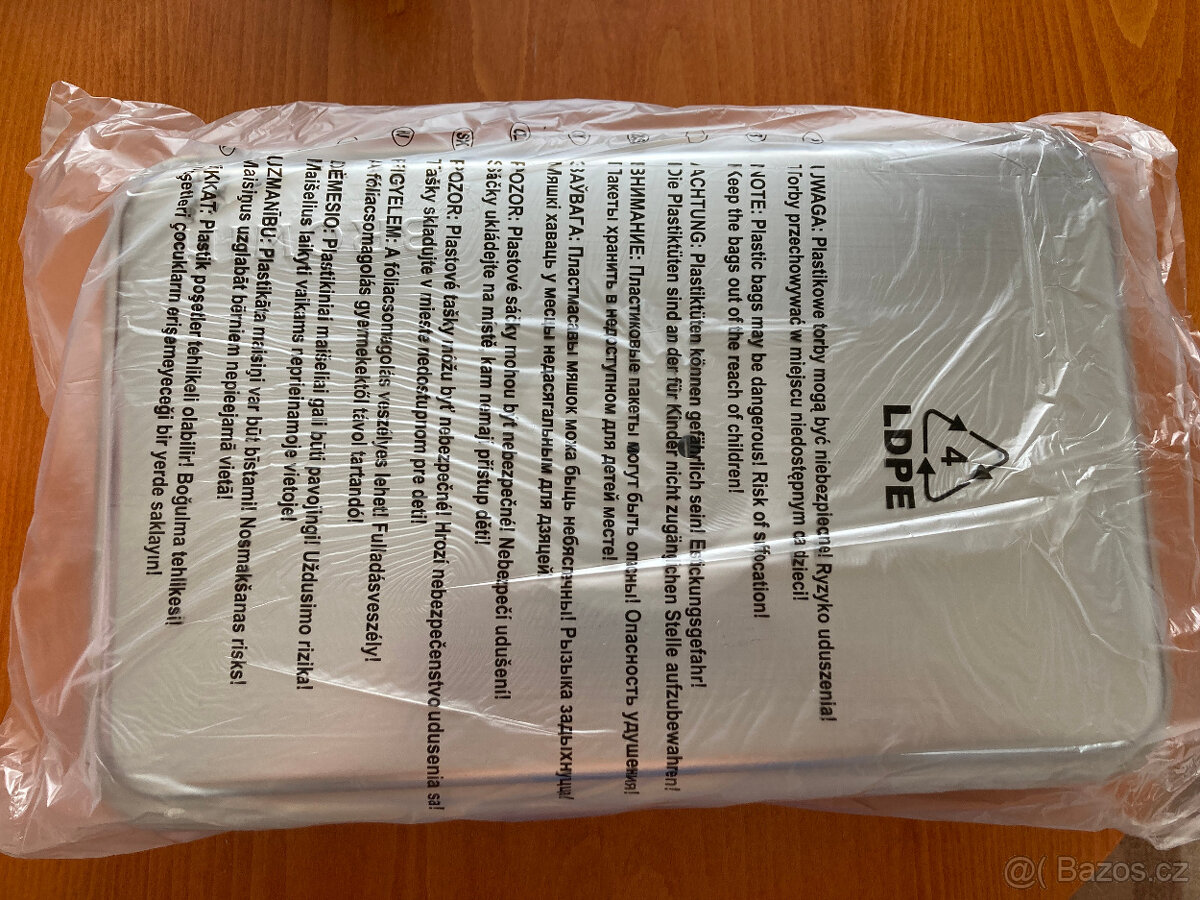 4
LDPE
UWAGA: Plastikowe torby mogą być niebezpieczne! Ryzyko uduszenia!
Torby przechowywać w miejscu niedostępnym dzieci!
NOTE: Plastic bags may be dangerous! Risk of suffocation!
Keep the bags out of the reach of children!
ACHTUNG: Plastiktüten können gefährlich sein! Erstickungsgefahr!
Die Plastiktüten sind an der für Kinder nicht zugänglichen Stelle aufzubewahren!
ВНИМАНИЕ: Пластиковые пакеты могут быть опасны! Опасность удушения!
Пакеты хранить в недоступном для детей месте!
ЗАЎВАГА: Пластмасавы мяшок можа быць небяспечны! Рызыка задыхнуцца!
Мяшкі хаваць у месцы недасягальным для дзяцей!
POZOR: Plastové sáčky mohou být nebezpečné! Nebezpečí udušení!
Sáčky ukládejte na místě, kam nemají přístup děti!
POZOR: Plastové tašky môžu byť nebezpečné! Hrozí nebezpečenstvo udusenia sa!
Tašky skladujte v mieste nedostupnom pre deti!
FIGYELEM: A fóliacsomagolás veszélyes lehet! Fulladásveszély!
A fóliacsomagolás gyermekektől távol tartandó!
DĖMESIO: Plastikiniai maišeliai gali būti pavojingi! Uždusimo rizika!
Maišelius laikyti vaikams neprieinamoje vietoje!
UZMANĪBU: Plastikāta maisiņi var būt bīstami! Nosmakšanas risks!
Maisiņus uzglabāt bērniem nepieejamā vietā!
DİKKAT: Plastik poşetler tehlikeli olabilir! Boğulma tehlikesi!
Poşetleri çocukların erişemeyeceği bir yerde saklayın!
SK
@( Bazos.cz